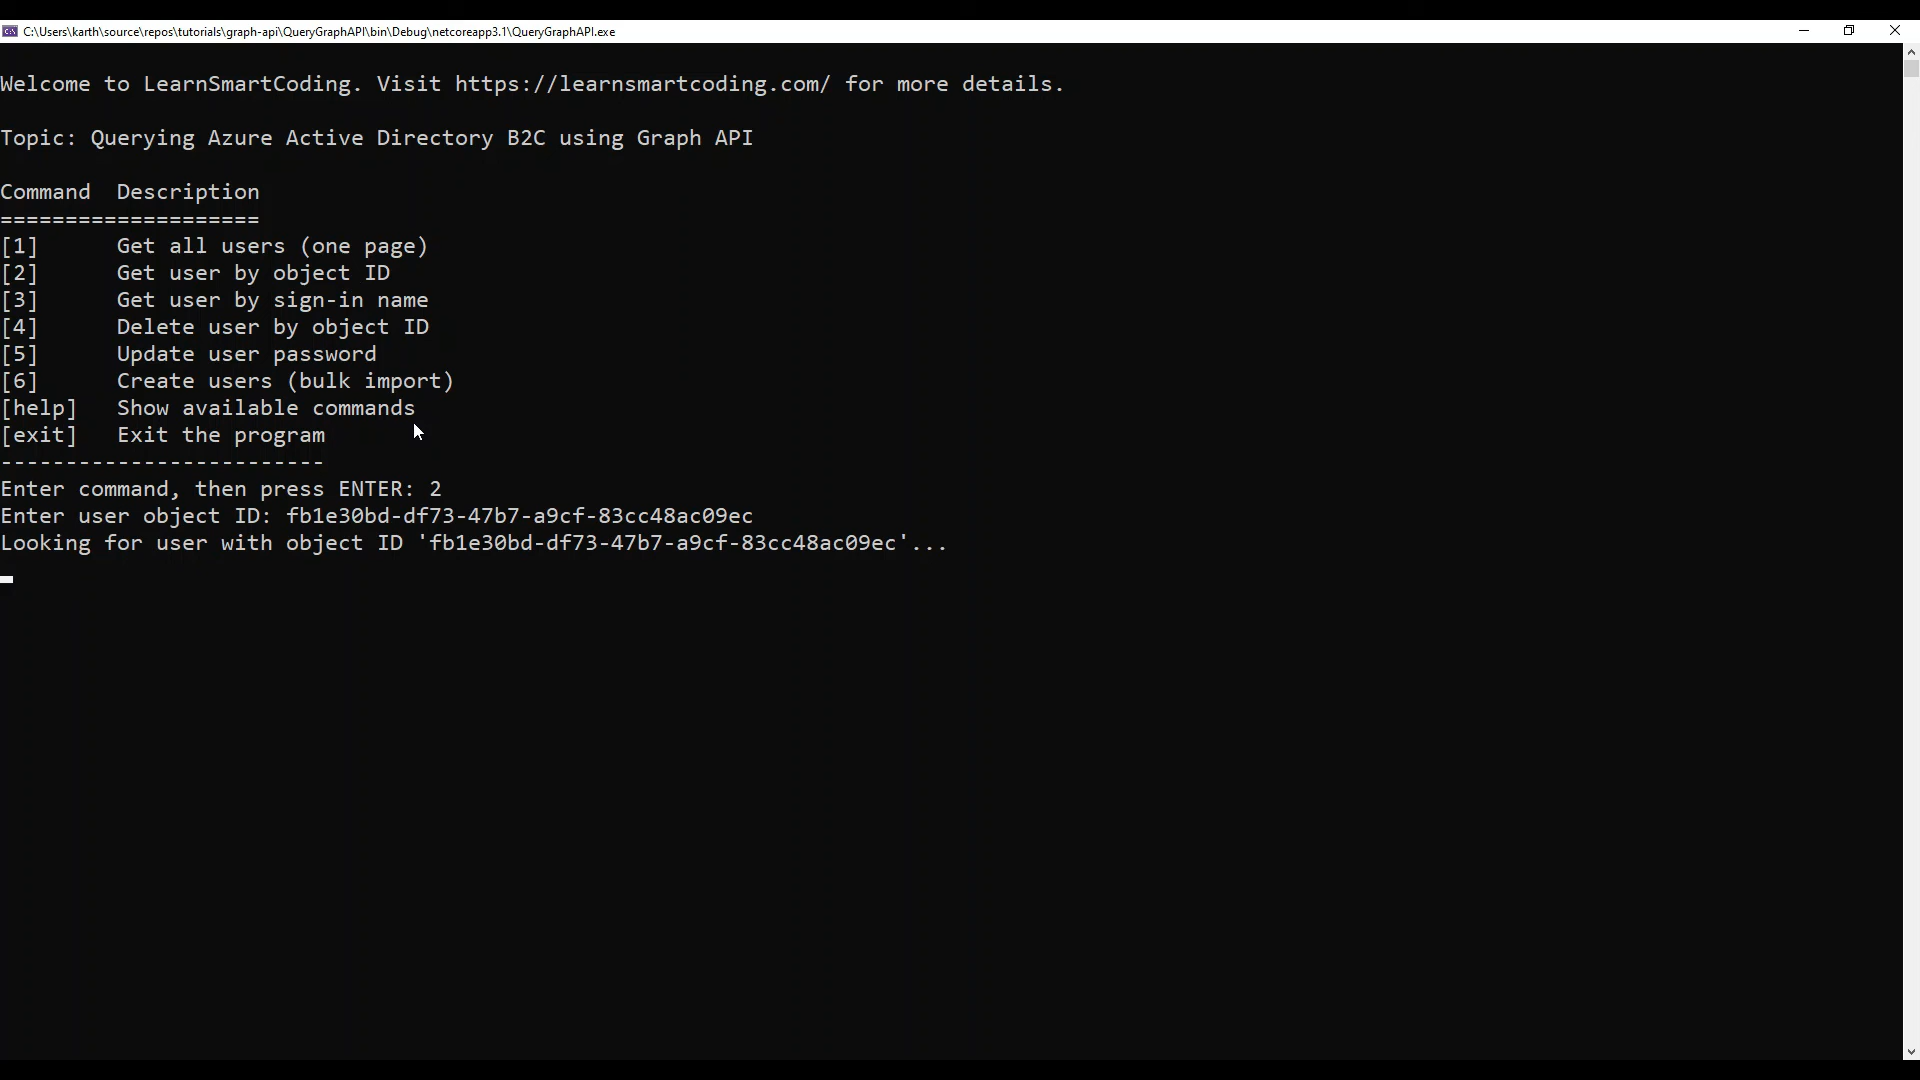 C:\Users\karth\source\repos\tutorials\graph-api\QueryGraphAPI\bin\Debug\netcoreapp3.1\QueryGraphAPI.exe
Welcome to LearnSmartCoding. Visit https://learnsmartcoding.com/ for more details.
Topic: Querying Azure Active Directory B2C using Graph API
Command  Description
====================
[1]      Get all users (one page)
[2]      Get user by object ID
[3]      Get user by sign-in name
[4]      Delete user by object ID
[5]      Update user password
[6]      Create users (bulk import)
[help]   Show available commands
[exit]   Exit the program
-------------------------
Enter command, then press ENTER: 2
Enter user object ID: fb1e30bd-df73-47b7-a9cf-83cc48ac09ec
Looking for user with object ID 'fb1e30bd-df73-47b7-a9cf-83cc48ac09ec'...